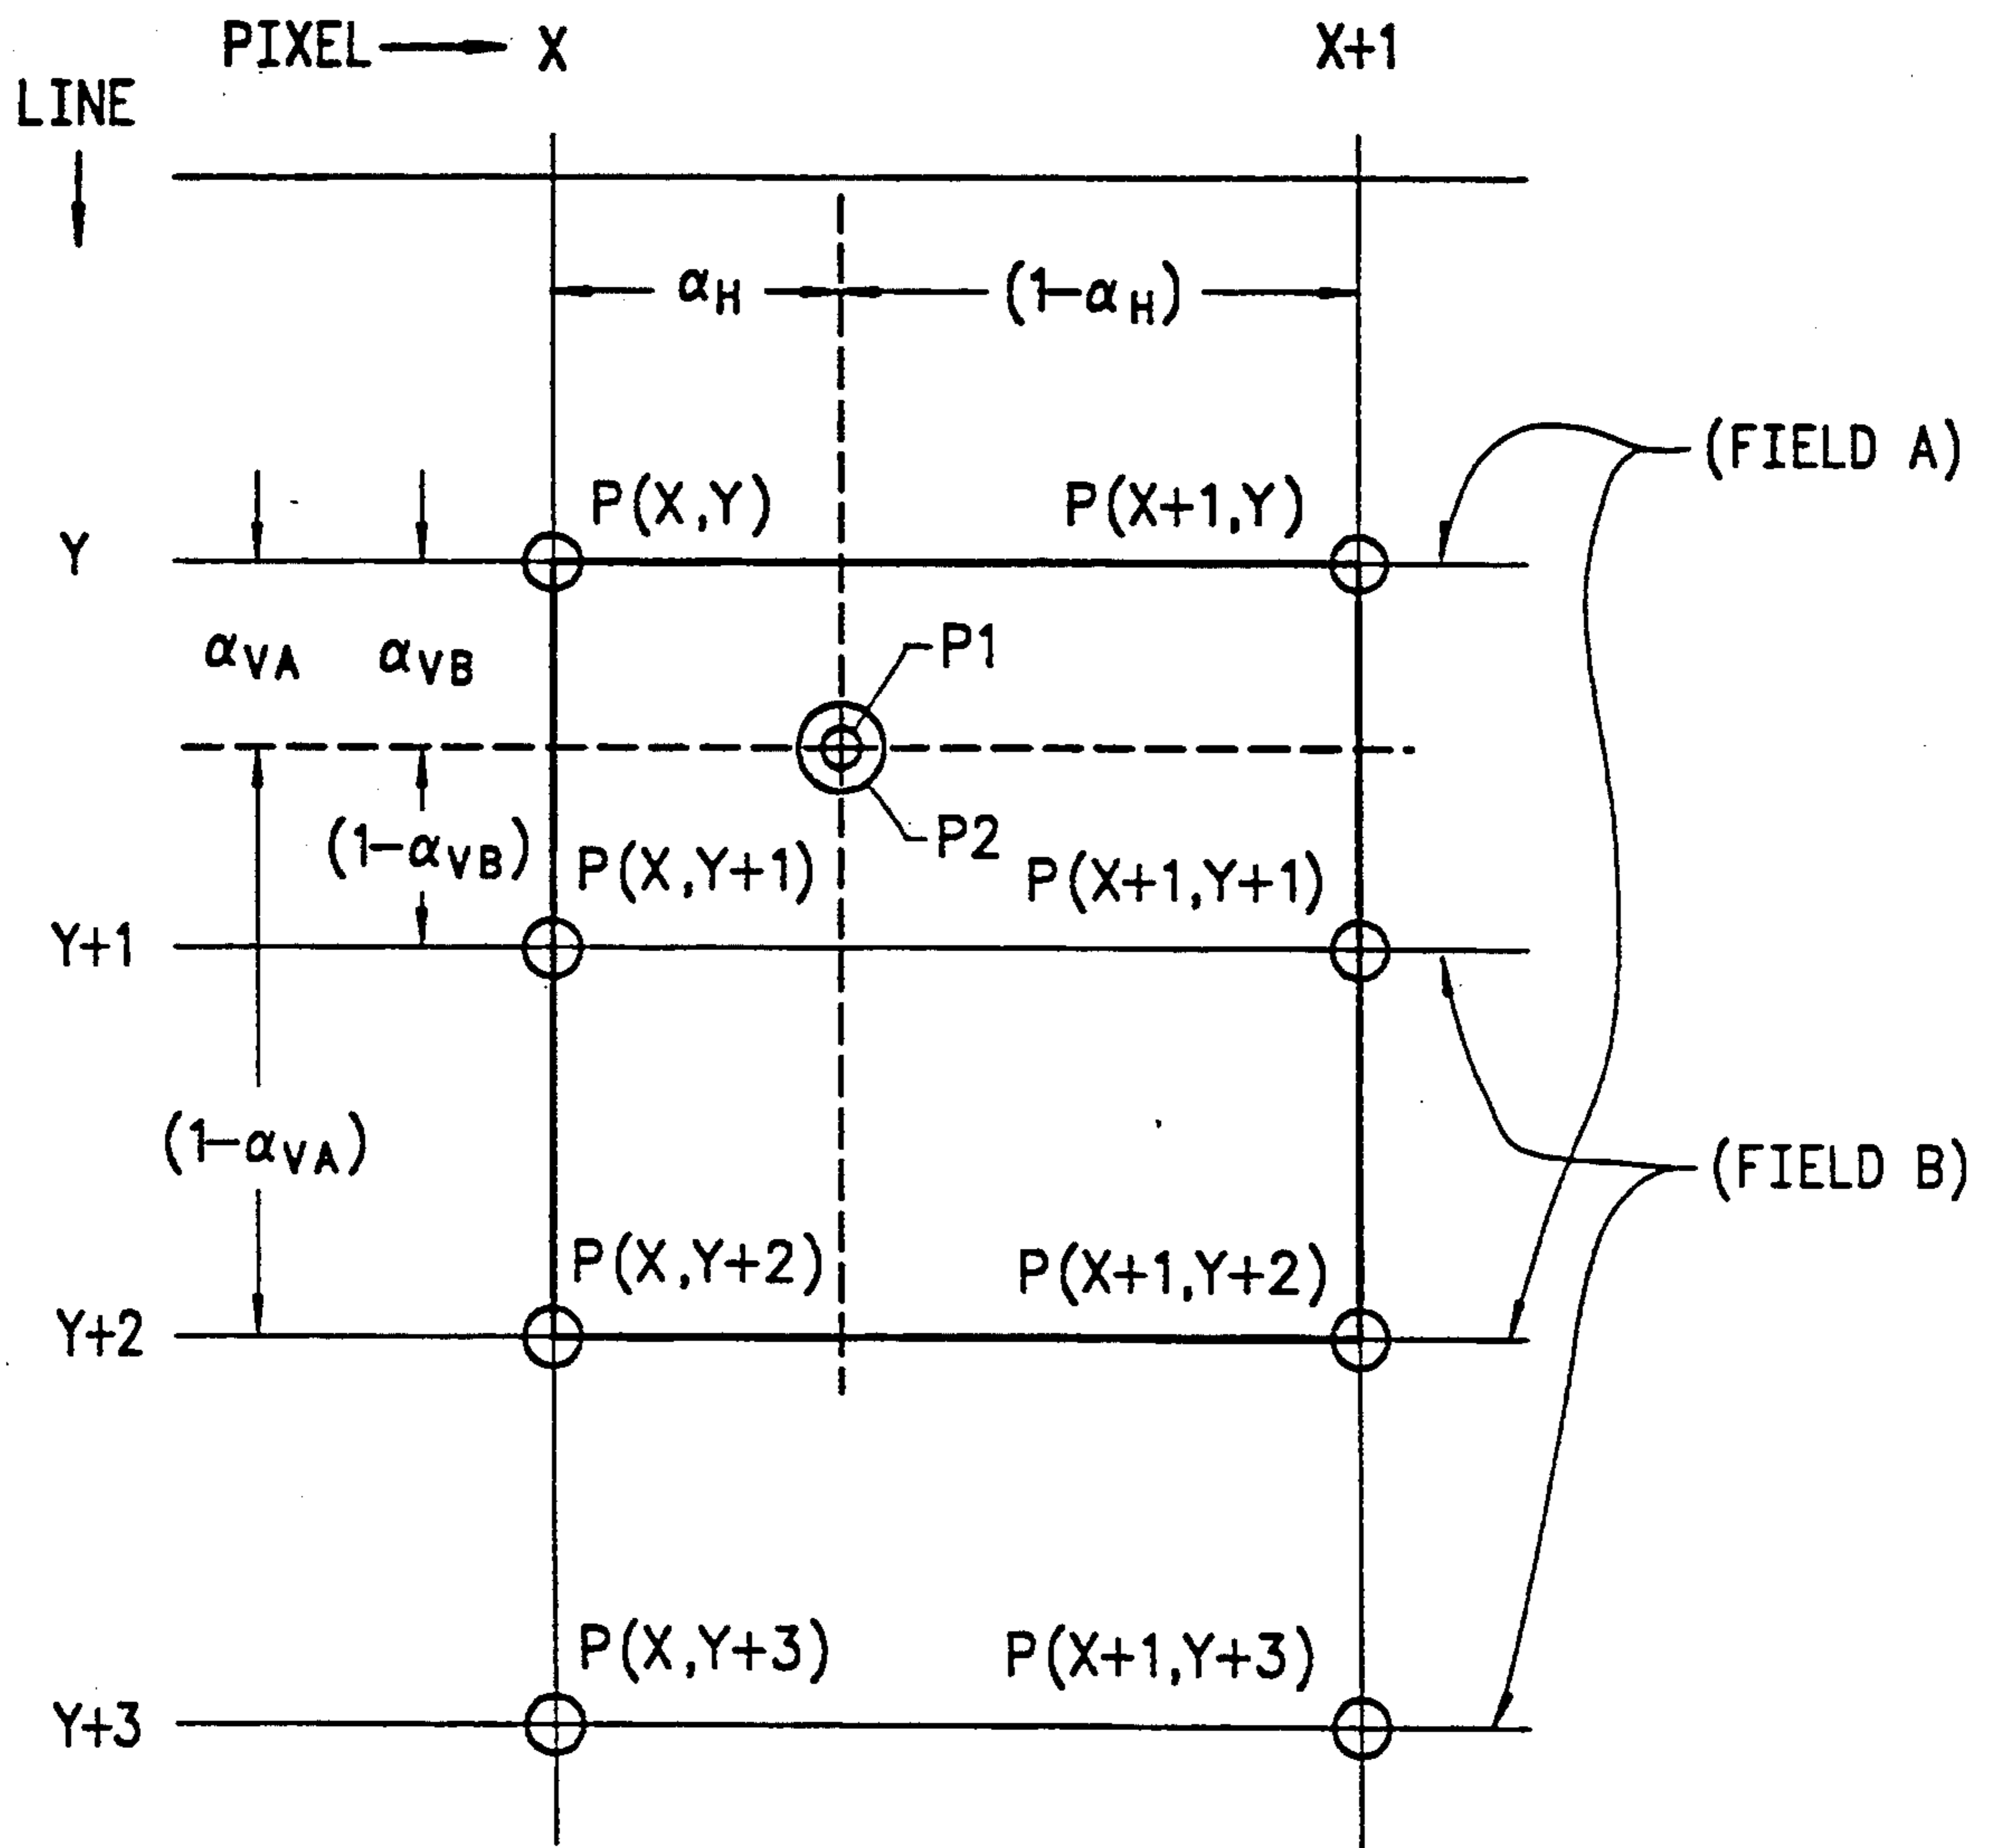 PIXEL X X+1
LINE
αH (1-αH)
(FIELD A)
P(X,Y) P(X+1,Y)
Y
αVA αVB P1
P2
(1-αVB) P(X,Y+1) P(X+1,Y+1)
Y+1
(1-αVA) (FIELD B)
P(X,Y+2) P(X+1,Y+2)
Y+2
P(X,Y+3) P(X+1,Y+3)
Y+3